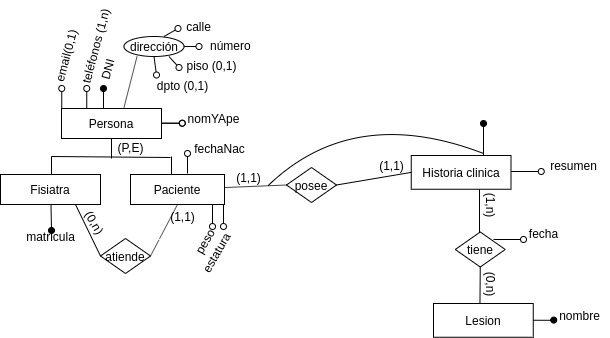 calle
número
dirección
piso (0,1)
dpto (0,1)
email(0,1)
teléfonos (1,n)
DNI
Persona
nomYApe
(P,E)
fechaNac
Fisiatra
Paciente
(1,1)
posee
(1,1)
Historia clinica
resumen
matricula
(0,n)
(1,1)
atiende
peso
estatura
(1,n)
tiene
fecha
(0,n)
Lesion
nombre